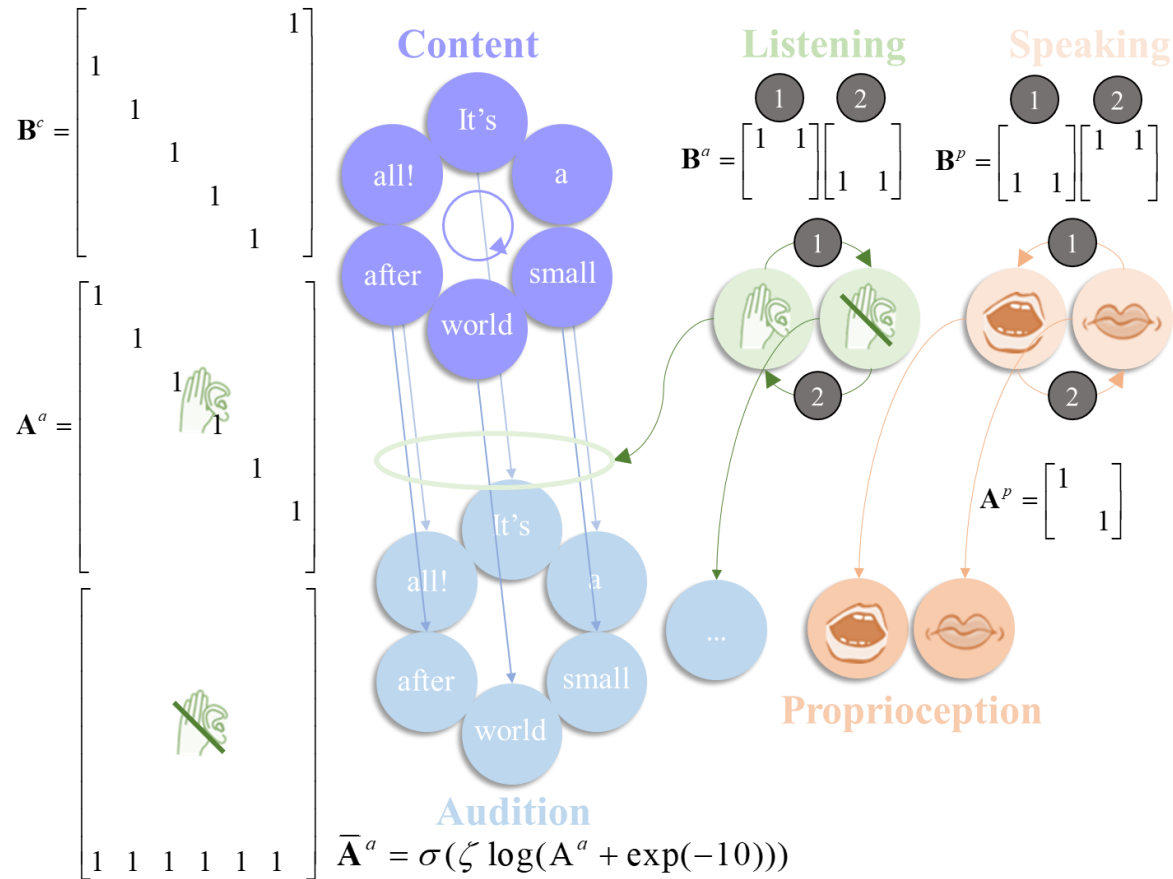 B^c =
1
1
1
1
1
1
Content
It's
all!
a
after
small
world
Listening
1 2
B^a = [1 1] [1 1]
Speaking
1 2
B^p = [1 1] [1 1]
1
2
1
2
A^a =
1
1
1
1
1
1
1 1 1 1 1 1
A^p =
1
1
It's
all!
a
after
small
world
Audition
...
Proprioception
A̅^a = σ(ζ log(A^a + exp(−10)))